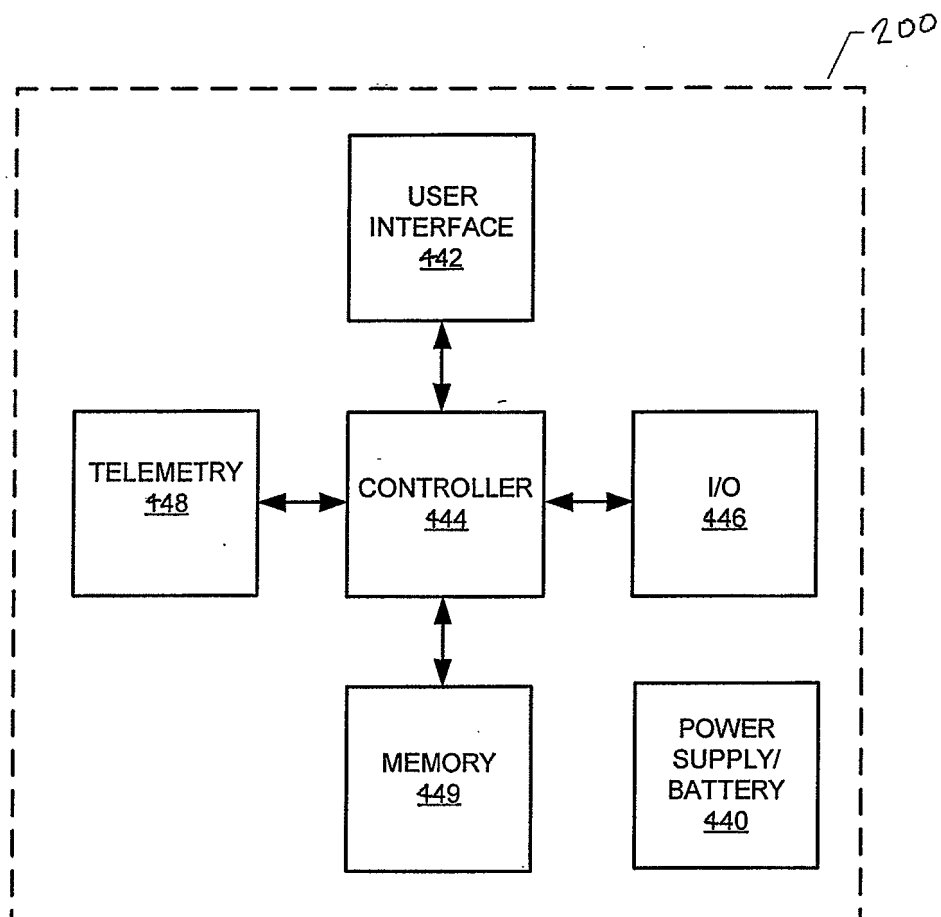 200
USER
INTERFACE
442
TELEMETRY
448
CONTROLLER
444
I/O
446
MEMORY
449
POWER
SUPPLY/
BATTERY
440